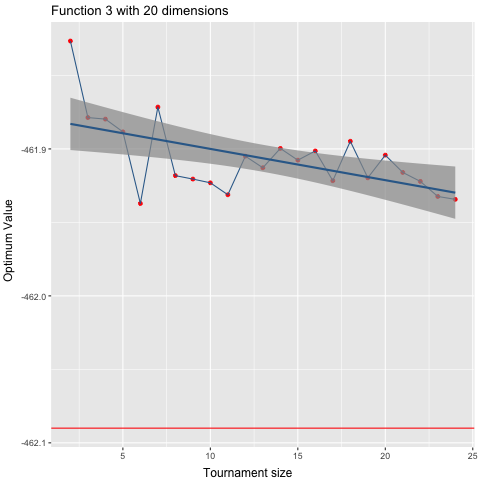 Function 3 with 20 dimensions
Optimum Value
-461.9
-462.0
-462.1
5
10
15
20
25
Tournament size